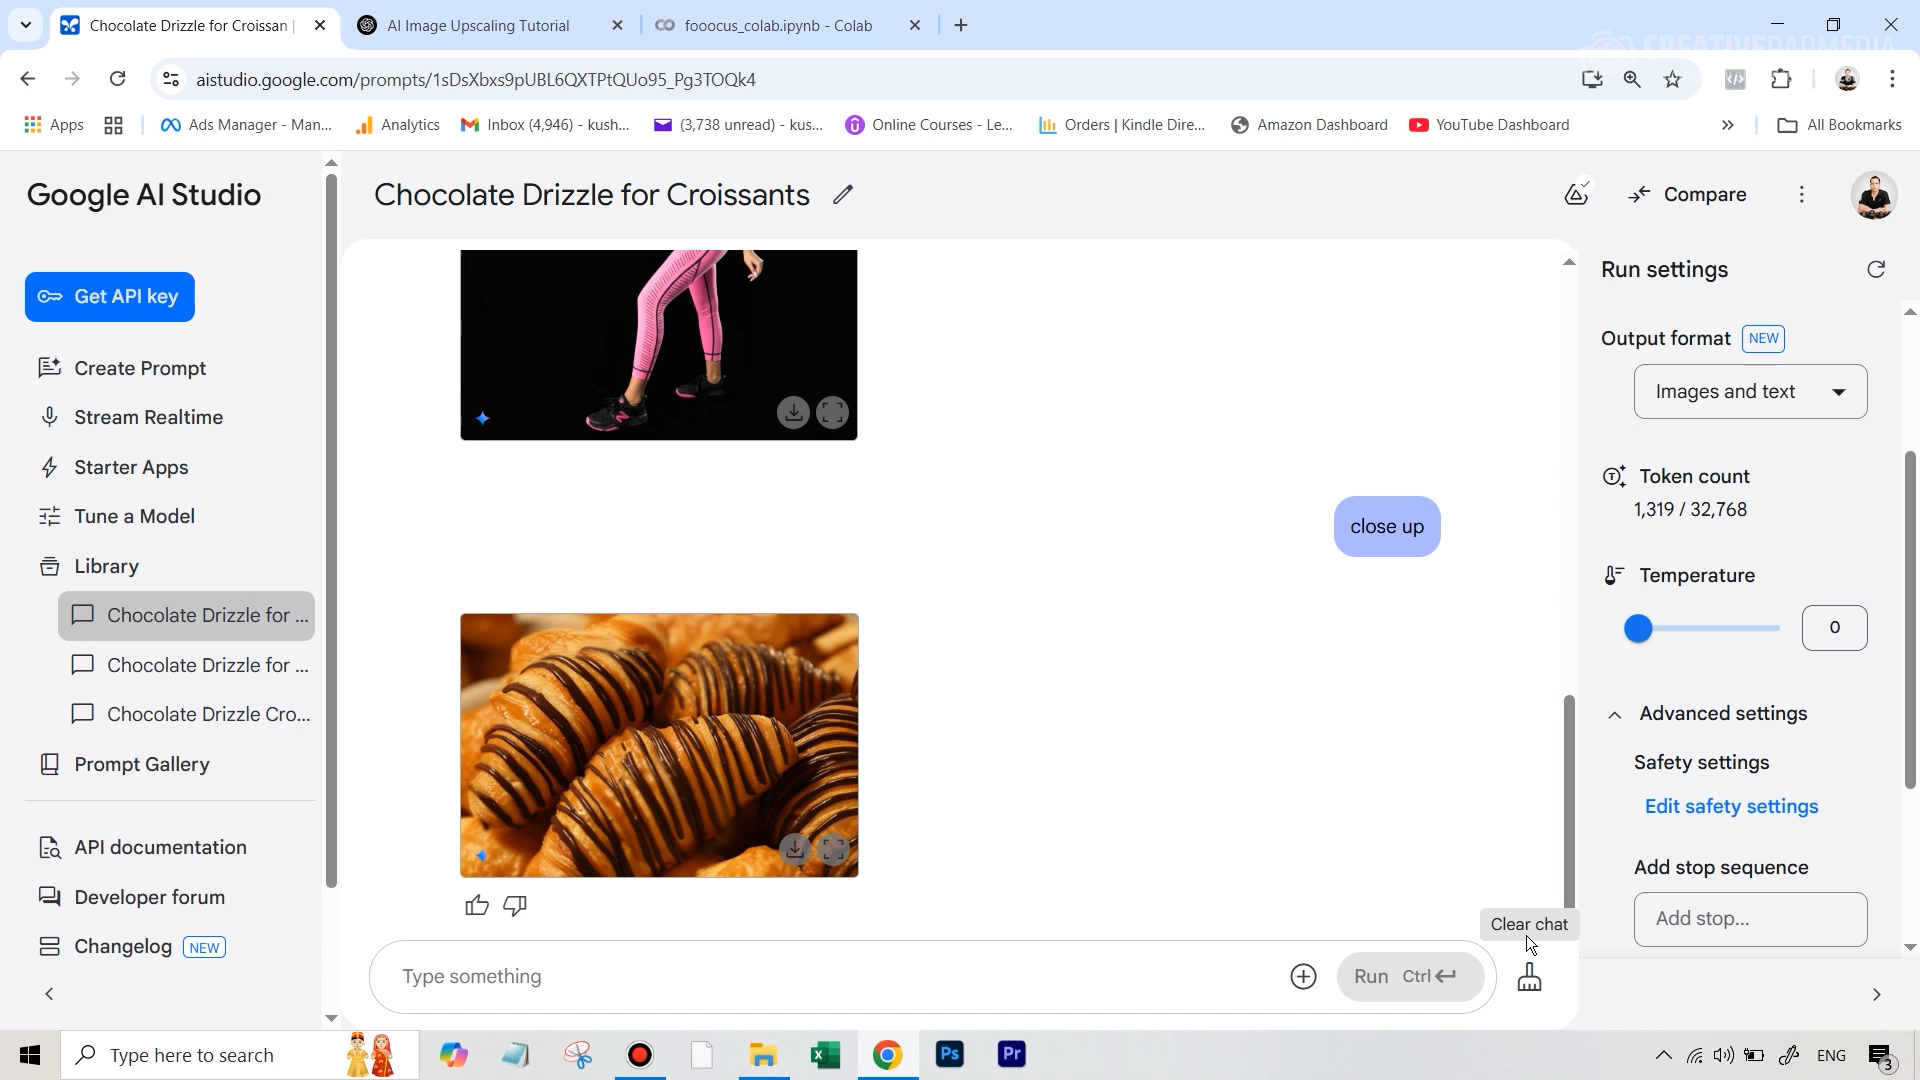 Chocolate Drizzle for Croissan
AI Image Upscaling Tutorial
fooocus_colab.ipynb - Colab
CREATIVEPADMEDIA
aistudio.google.com/prompts/1sDsXbxs9pUBL6QXTPtQUo95_Pg3TOQk4
Apps
Ads Manager - Man...
Analytics
Inbox (4,946) - kush...
(3,738 unread) - kus...
Online Courses - Le...
Orders | Kindle Dire...
Amazon Dashboard
YouTube Dashboard
All Bookmarks
Google AI Studio
Chocolate Drizzle for Croissants
Compare
Get API key
Create Prompt
Stream Realtime
Starter Apps
Tune a Model
Library
Chocolate Drizzle for ...
Chocolate Drizzle for ...
Chocolate Drizzle Cro...
Prompt Gallery
API documentation
Developer forum
Changelog NEW
close up
Clear chat
Type something
Run Ctrl
Run settings
Output format NEW
Images and text
Token count
1,319 / 32,768
Temperature
0
Advanced settings
Safety settings
Edit safety settings
Add stop sequence
Add stop...
Type here to search
Ps
Pr
ENG
3